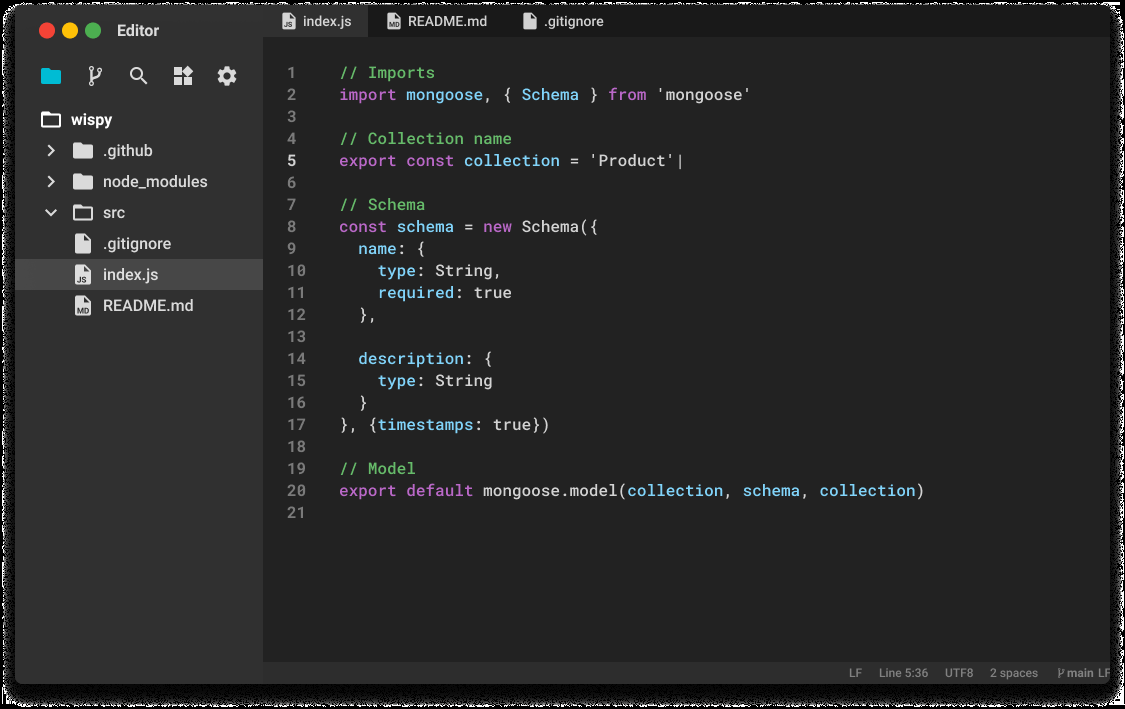 Editor
index.js README.md .gitignore
wispy
.github
node_modules
src
.gitignore
JS index.js
MD README.md
1 // Imports
2 import mongoose, { Schema } from 'mongoose'
3
4 // Collection name
5 export const collection = 'Product'|
6
7 // Schema
8 const schema = new Schema({
9   name: {
10     type: String,
11     required: true
12   },
13
14   description: {
15     type: String
16   }
17 }, {timestamps: true})
18
19 // Model
20 export default mongoose.model(collection, schema, collection)
21
LF Line 5:36 UTF8 2 spaces main LF